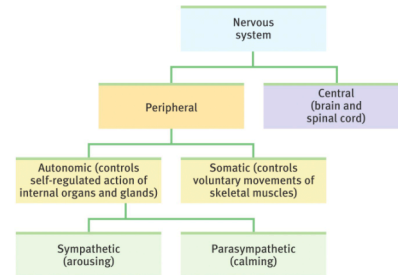 Nervous
system
Peripheral
Central
(brain and
spinal cord)
Autonomic (controls
self-regulated action of
internal organs and glands)
Somatic (controls
voluntary movements of
skeletal muscles)
Sympathetic
(arousing)
Parasympathetic
(calming)